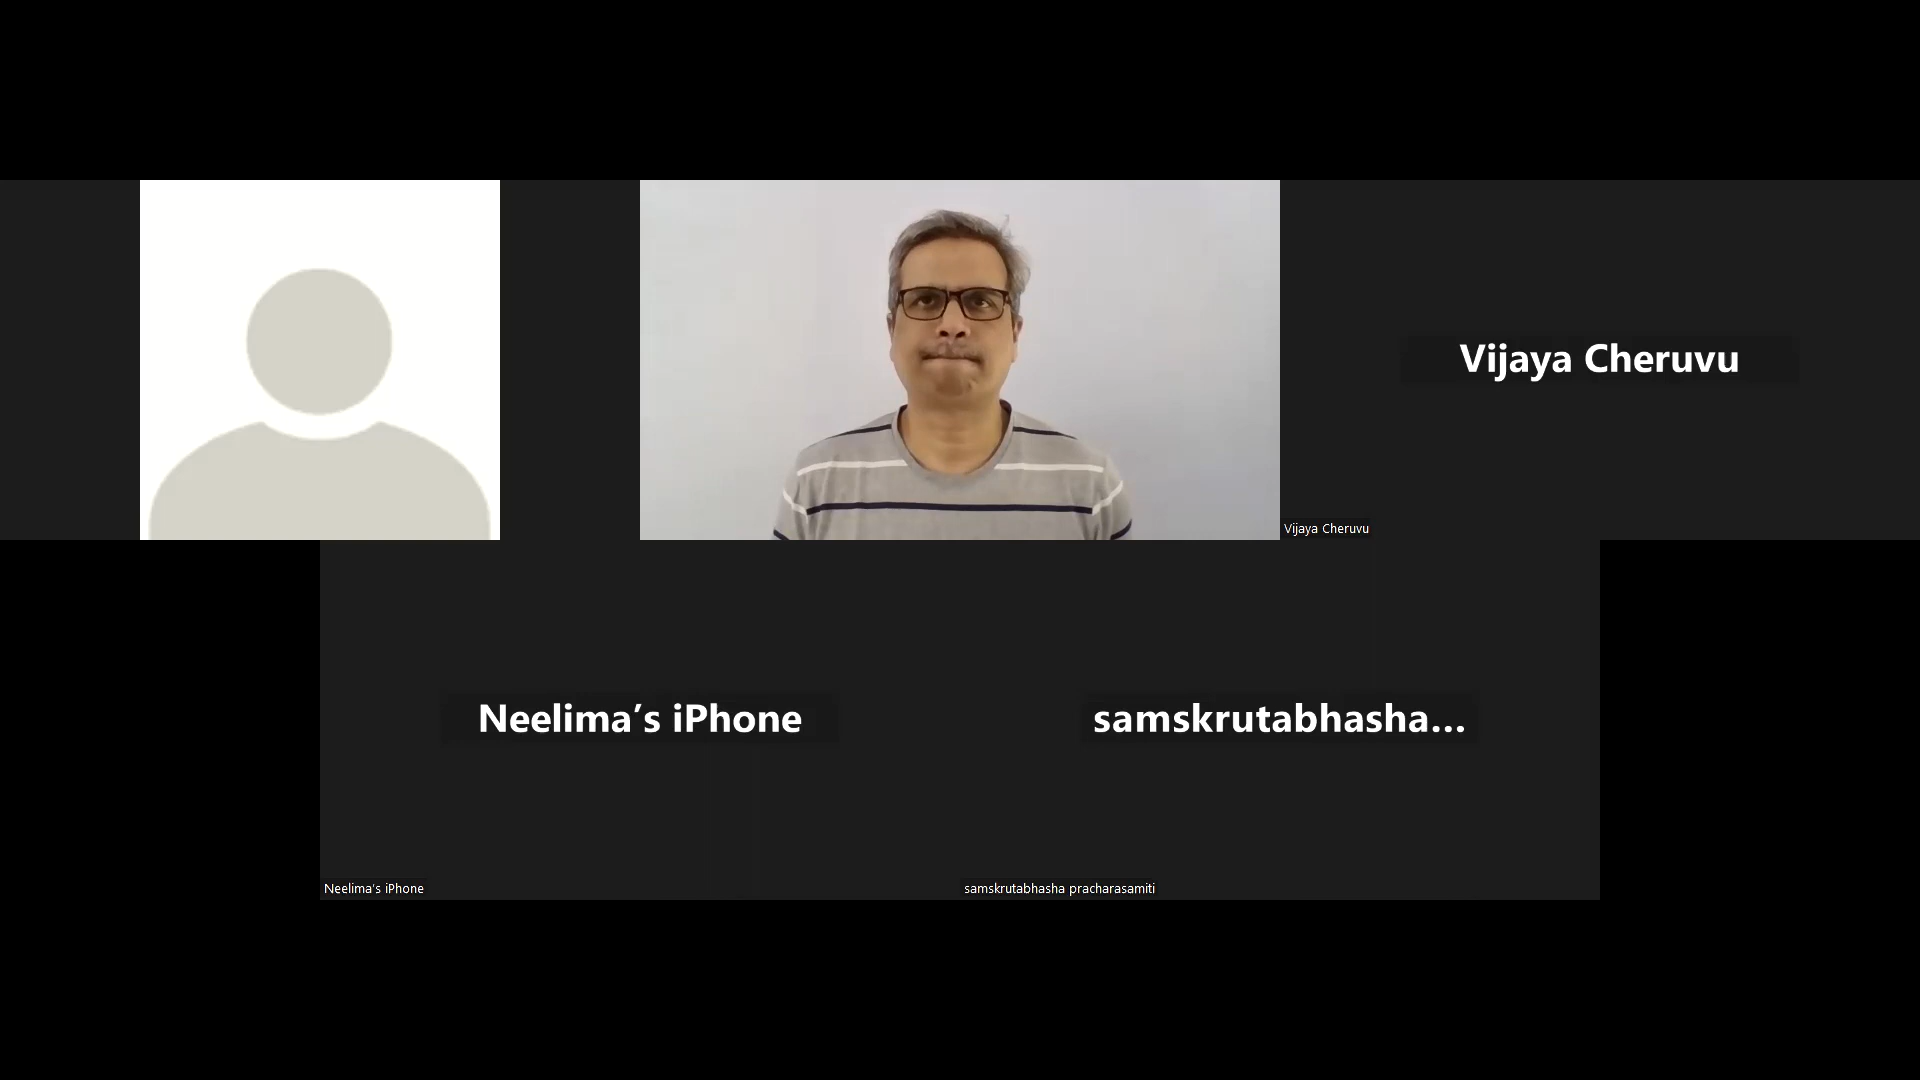 Vijaya Cheruvu
Vijaya Cheruvu
Neelima’s iPhone
samskrutabhasha...
Neelima's iPhone
samskrutabhasha pracharasamiti